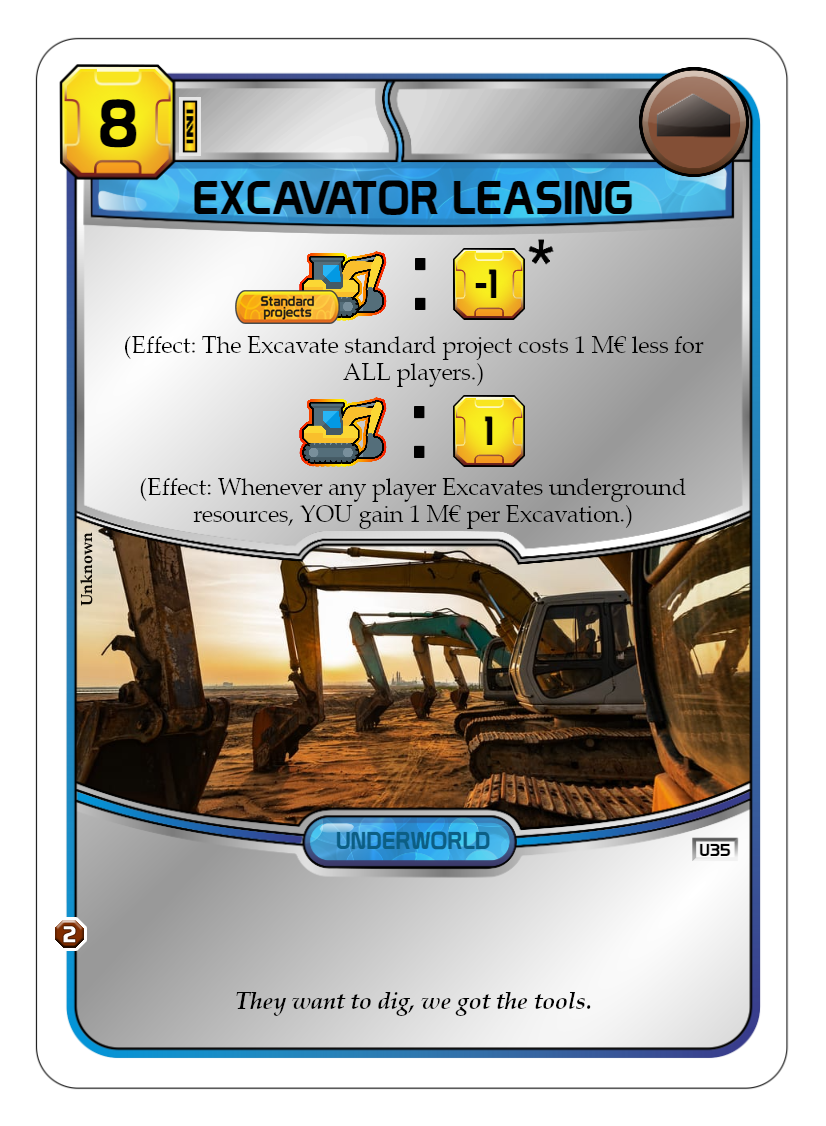 8
EXCAVATOR LEASING
Standard
projects
:
-1
*
(Effect: The Excavate standard project costs 1 M€ less for
ALL players.)
:
1
(Effect: Whenever any player Excavates underground
resources, YOU gain 1 M€ per Excavation.)
Unknown
UNDERWORLD
U35
2
They want to dig, we got the tools.